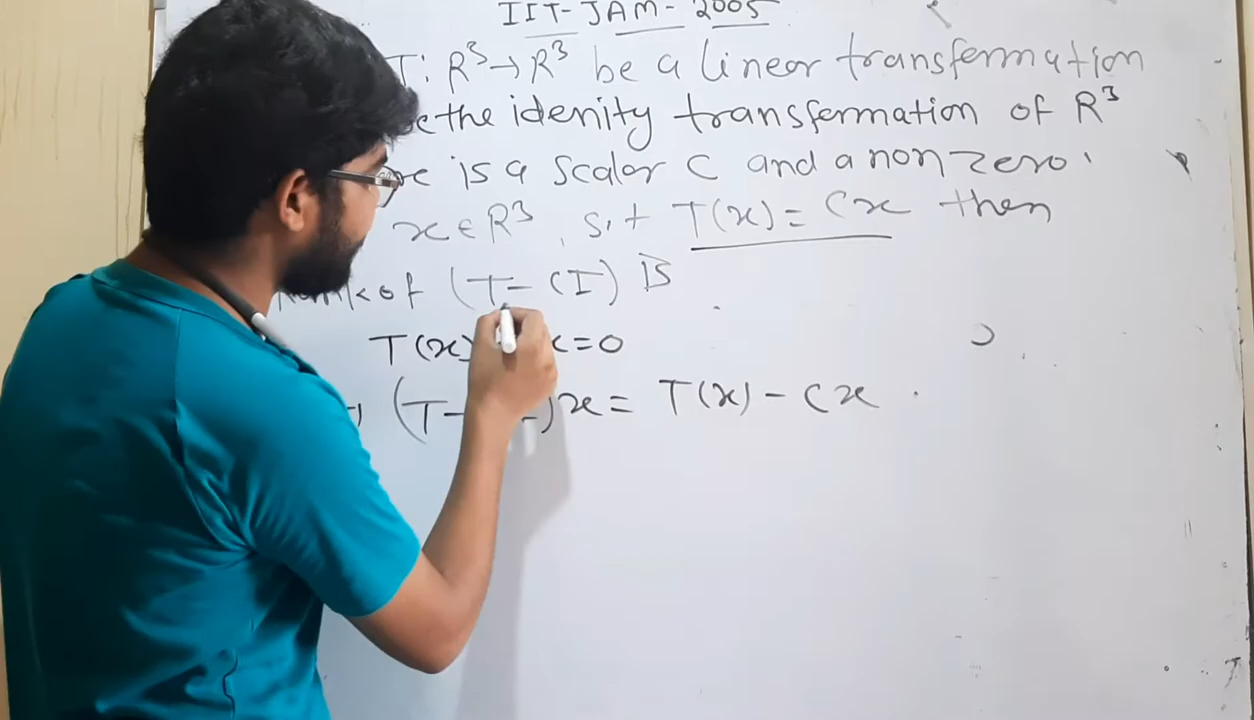 IIT-JAM-2005
T: R³→R³ be a linear transformation
the idenity transformation of R³
is a scalar C and a non zero.
x ∈ R³, s.t T(x) = Cx then
of (T - CI) is
T(x) x=0
(T- )x = T(x) - Cx